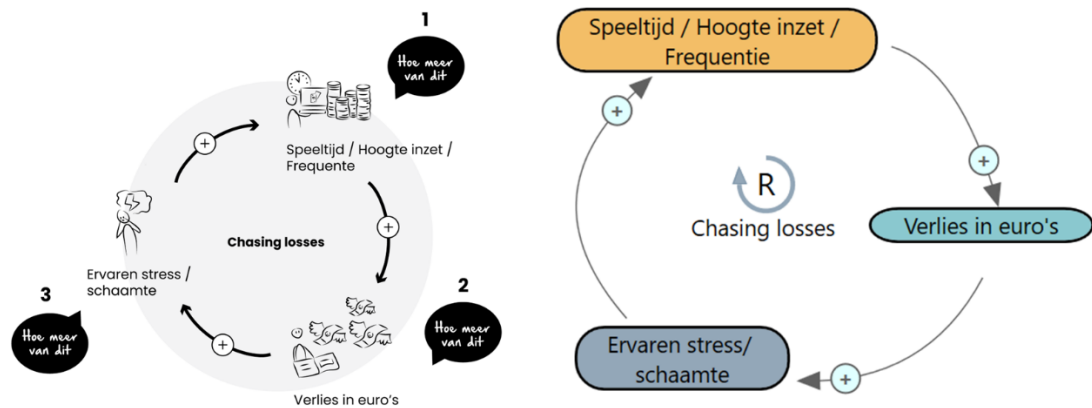 1
Hoe meer
van dit
+
Speeltijd / Hoogte inzet /
Frequente
+
Chasing losses
Ervaren stress /
schaamte
3
Hoe meer
van dit
2
Hoe meer
van dit
+
Verlies in euro's
Speeltijd / Hoogte inzet /
Frequentie
+
+
R
Chasing losses
Verlies in euro's
Ervaren stress/
schaamte
+